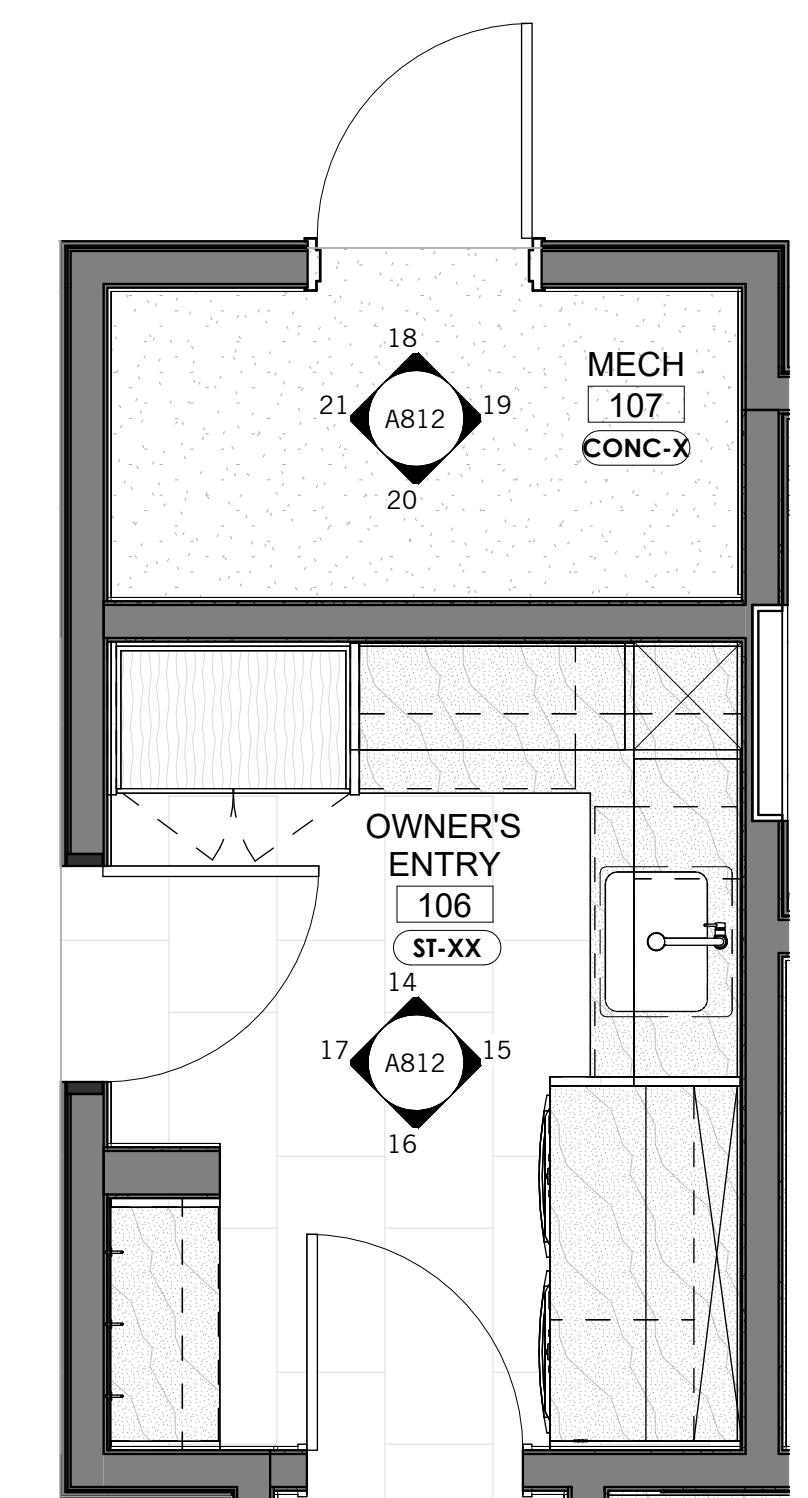 18
21
A812
19
20
MECH
107
CONC-X
OWNER'S
ENTRY
106
ST-XX
14
17
A812
15
16